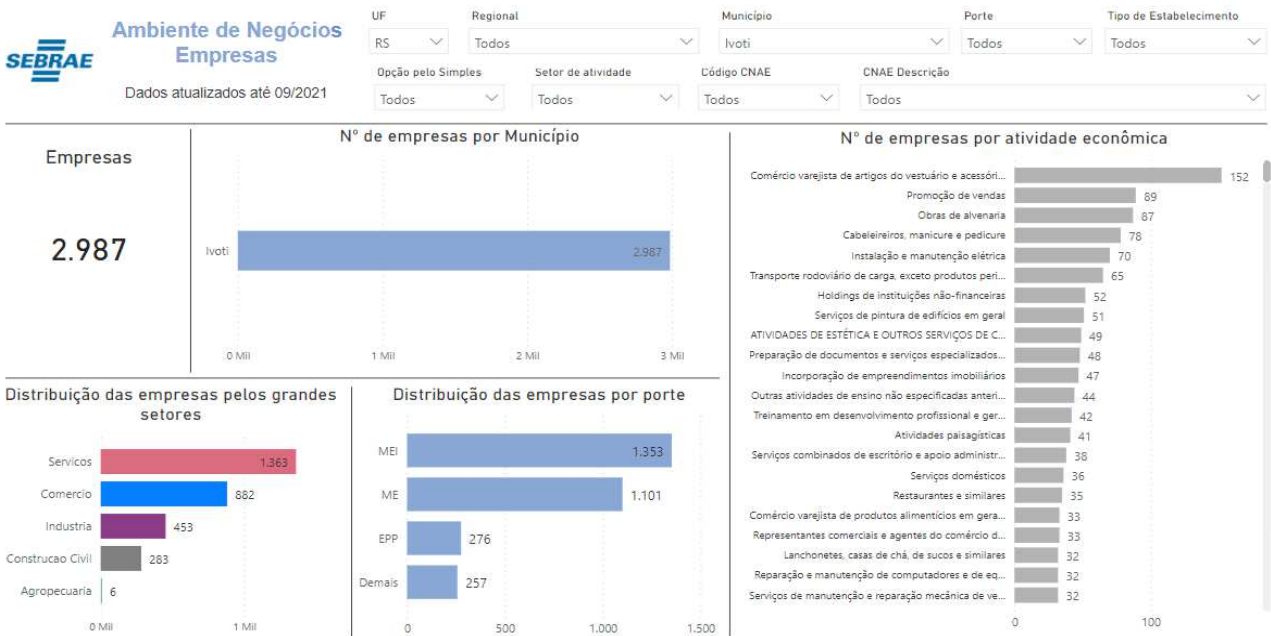 SEBRAE
Ambiente de Negócios
Empresas
Dados atualizados até 09/2021
UF
RS
Regional
Todos
Município
Ivoti
Porte
Todos
Tipo de Estabelecimento
Todos
Opção pelo Simples
Todos
Setor de atividade
Todos
Código CNAE
Todos
CNAE Descrição
Todos
Empresas
2.987
Nº de empresas por Município
Ivoti 2.987
0 Mil 1 Mil 2 Mil 3 Mil
Distribuição das empresas pelos grandes
setores
Servicos 1.363
Comercio 882
Industria 453
Construcao Civil 283
Agropecuaria 6
0 Mil 1 Mil
Distribuição das empresas por porte
MEI 1.353
ME 1.101
EPP 276
Demais 257
0 500 1.000 1.500
Nº de empresas por atividade econômica
Comércio varejista de artigos do vestuário e acessóri... 152
Promoção de vendas 89
Obras de alvenaria 87
Cabeleireiros, manicure e pedicure 78
Instalação e manutenção elétrica 70
Transporte rodoviário de carga, exceto produtos peri... 65
Holdings de instituições não-financeiras 52
Serviços de pintura de edifícios em geral 51
ATIVIDADES DE ESTÉTICA E OUTROS SERVIÇOS DE C... 49
Preparação de documentos e serviços especializados... 48
Incorporação de empreendimentos imobiliários 47
Outras atividades de ensino não especificadas anteri... 44
Treinamento em desenvolvimento profissional e ger... 42
Atividades paisagísticas 41
Serviços combinados de escritório e apoio administr... 38
Serviços domésticos 36
Restaurantes e similares 35
Comércio varejista de produtos alimentícios em gera... 33
Representantes comerciais e agentes do comércio d... 33
Lanchonetes, casas de chá, de sucos e similares 32
Reparação e manutenção de computadores e de eq... 32
Serviços de manutenção e reparação mecânica de ve... 32
0 100